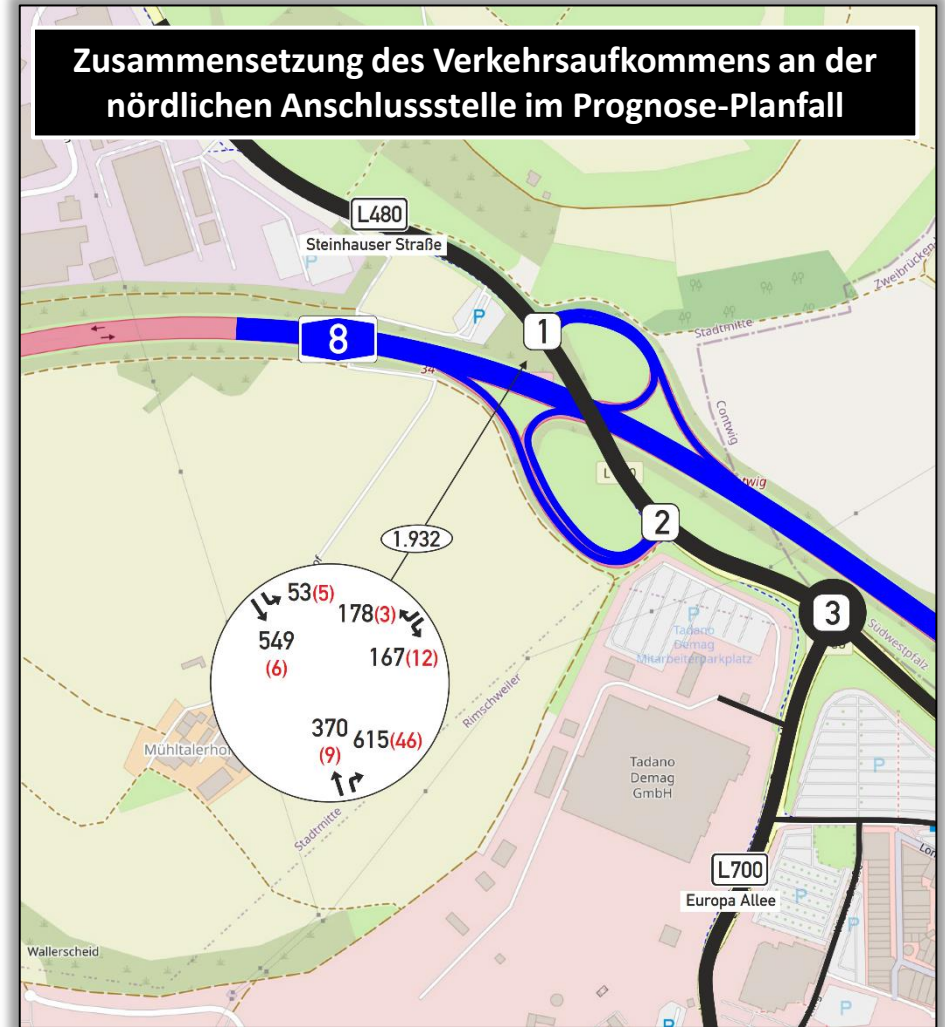 Zusammensetzung des Verkehrsaufkommens an der
nördlichen Anschlussstelle im Prognose-Planfall
L480
Steinhauser Straße
P
Zweibrücken
Stadtmitte
P
1
8
34
Contwig
2
1.932
3
P
Tadano
Demag
Mitarbeiterparkplatz
Südwestpfalz
53(5)
178(3)
549
(6)
167(12)
Rimschweiler
370
(9)
615(46)
Mühltalerhof
Tadano
Demag
GmbH
P
Stadtmitte
L700
Europa Allee
P
P
Wallerscheid
P
P